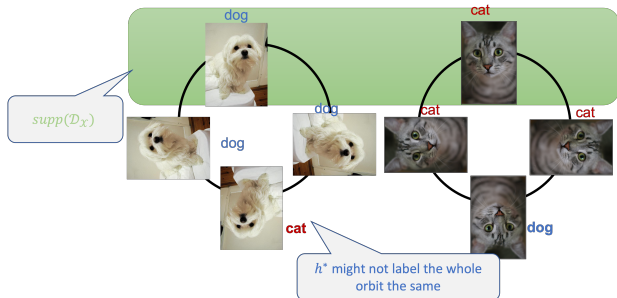 dog
cat
dog
cat
cat
supp(𝒟_𝒳)
dog
cat
dog
h* might not label the whole
orbit the same